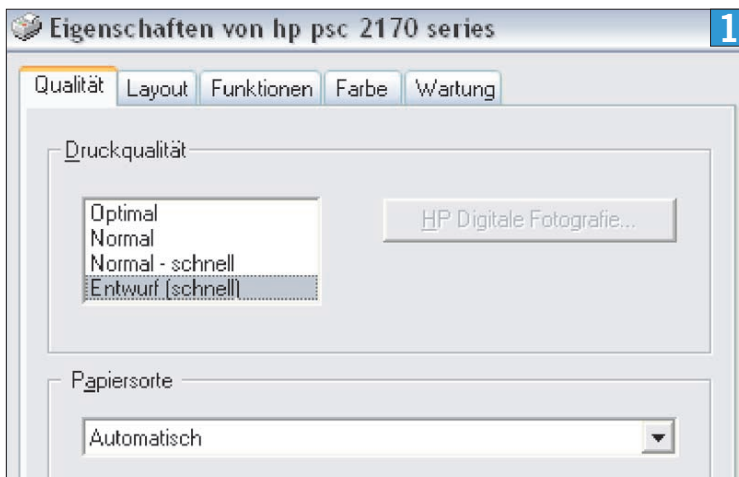 Eigenschaften von hp psc 2170 series
1
Qualität Layout Funktionen Farbe Wartung
Druckqualität
Optimal
Normal
Normal - schnell
Entwurf (schnell)
HP Digitale Fotografie...
Papiersorte
Automatisch